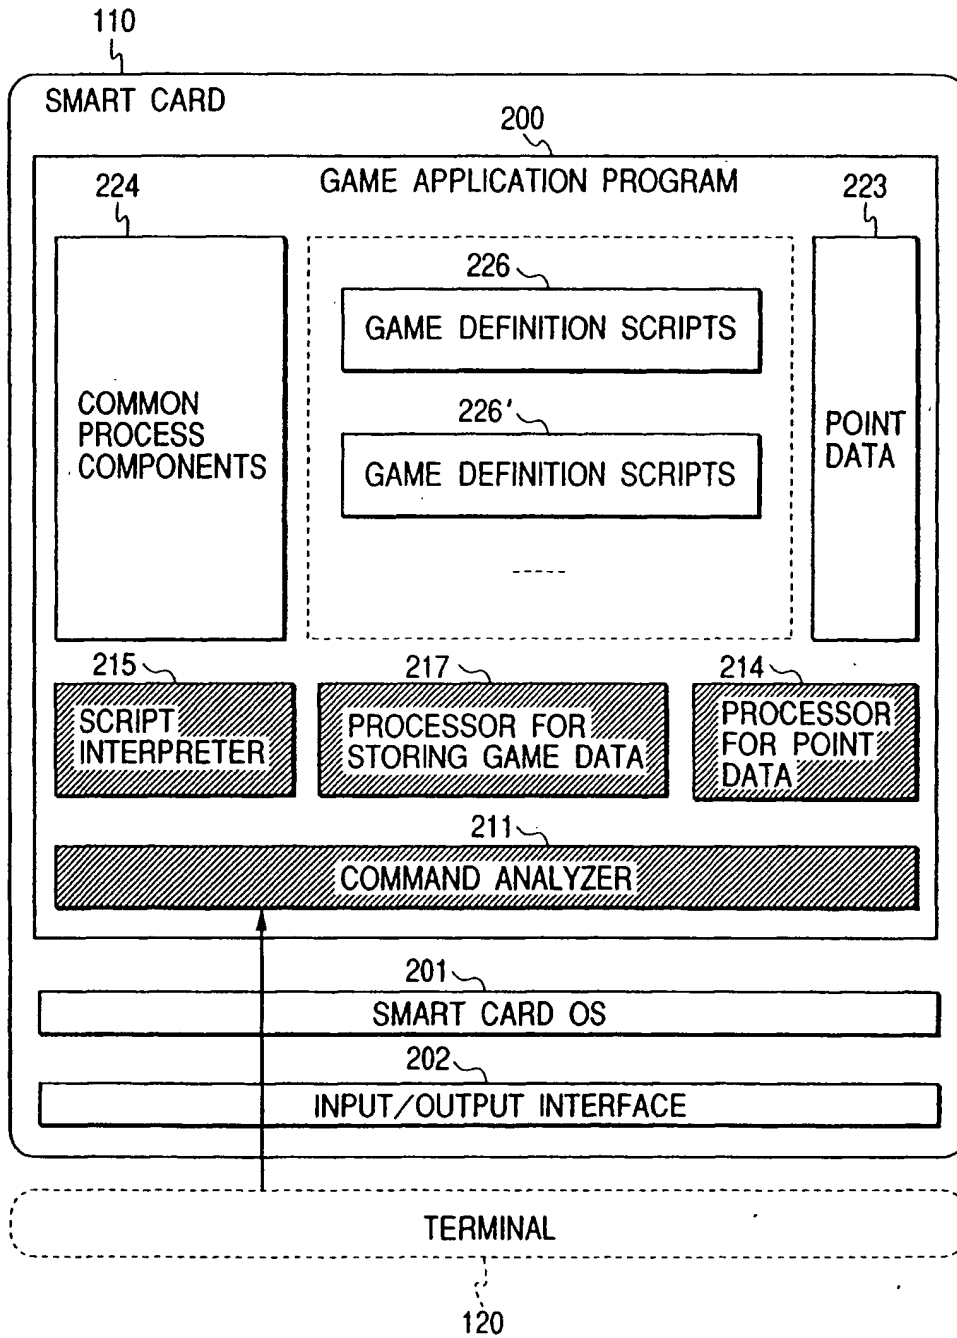 110
SMART CARD
200
GAME APPLICATION PROGRAM
224
223
226
GAME DEFINITION SCRIPTS
226'
GAME DEFINITION SCRIPTS
COMMON
PROCESS
COMPONENTS
POINT
DATA
215
SCRIPT
INTERPRETER
217
PROCESSOR FOR
STORING GAME DATA
214
PROCESSOR
FOR POINT
DATA
211
COMMAND ANALYZER
201
SMART CARD OS
202
INPUT/OUTPUT INTERFACE
TERMINAL
120